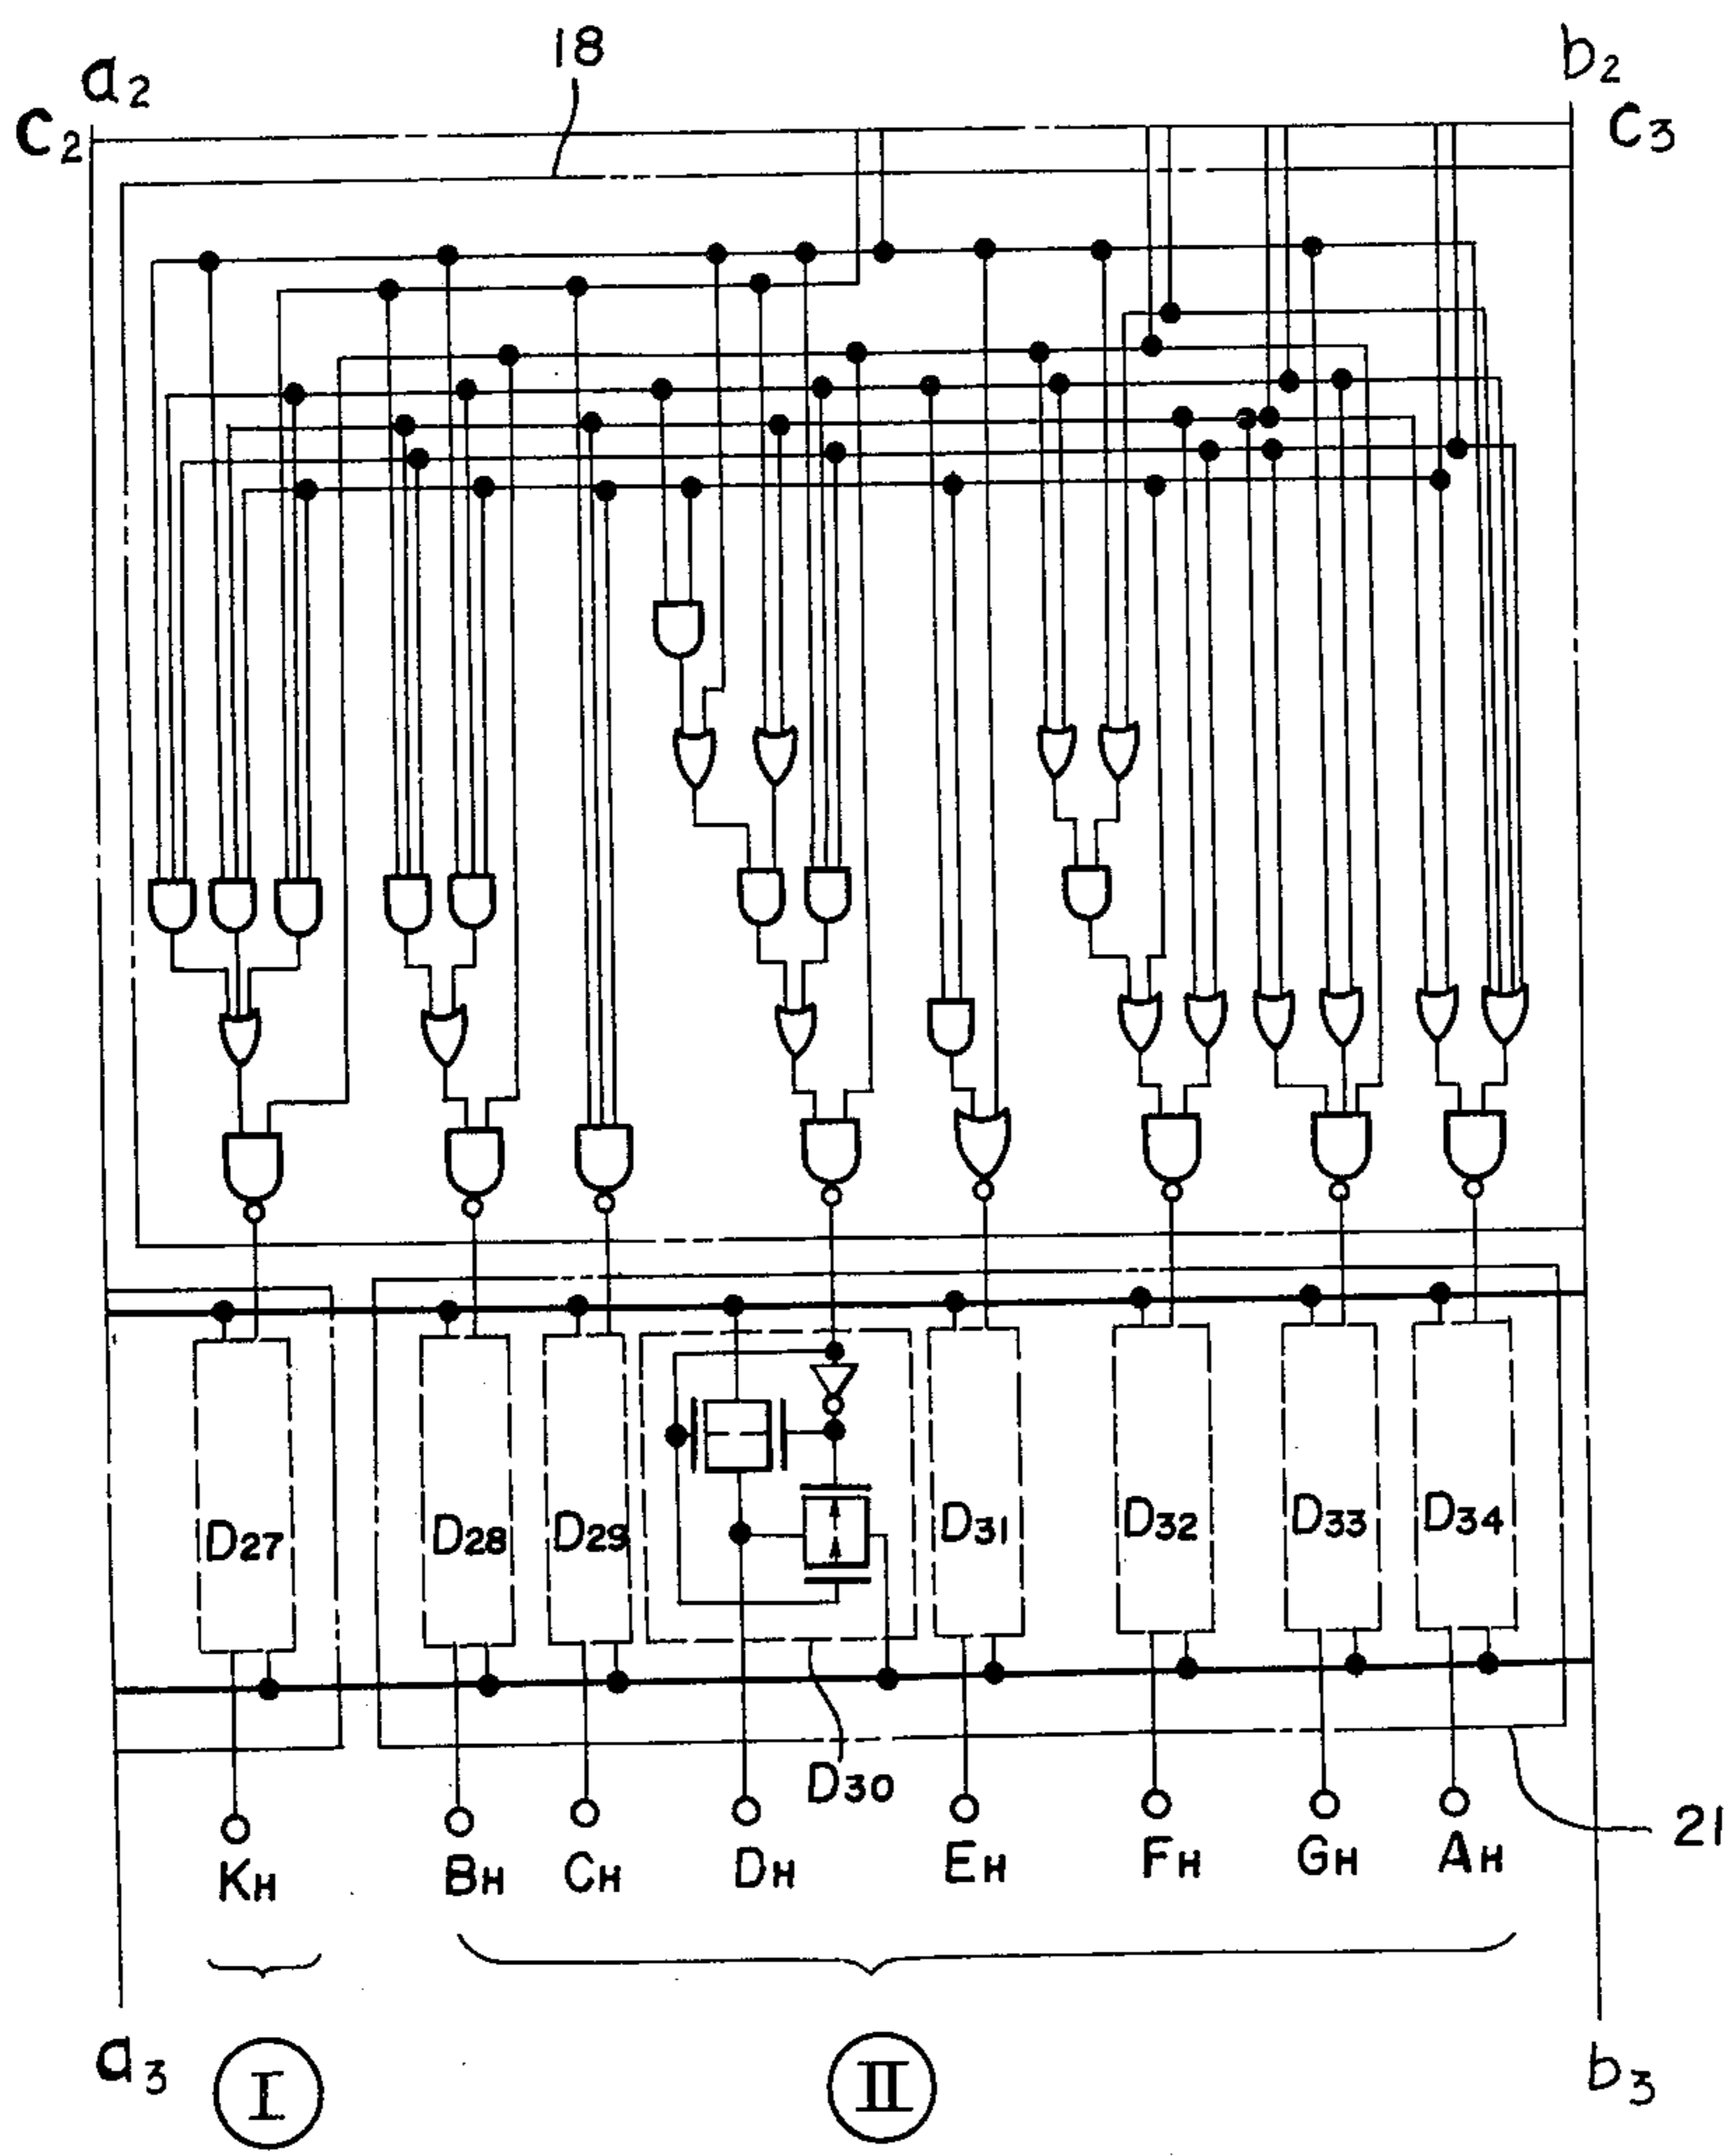 18
a2
b2
C2
C3
D27
D28
D29
D31
D32
D33
D34
D30
21
KH
BH
CH
DH
EH
FH
GH
AH
a3
I
II
b3